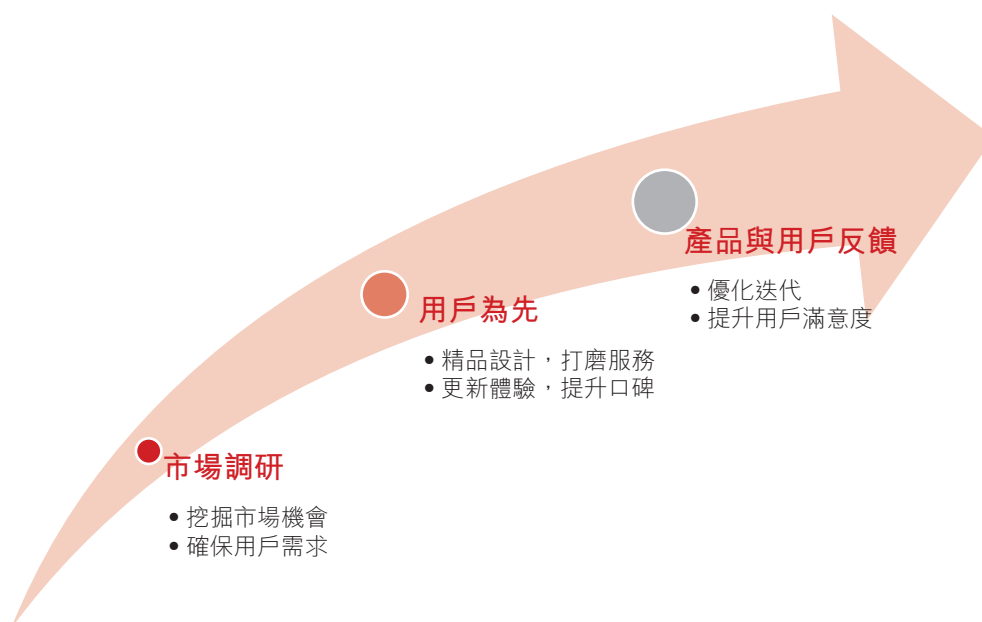 市場調研
• 挖掘市場機會
• 確保用戶需求
用戶為先
• 精品設計，打磨服務
• 更新體驗，提升口碑
產品與用戶反饋
• 優化迭代
• 提升用戶滿意度